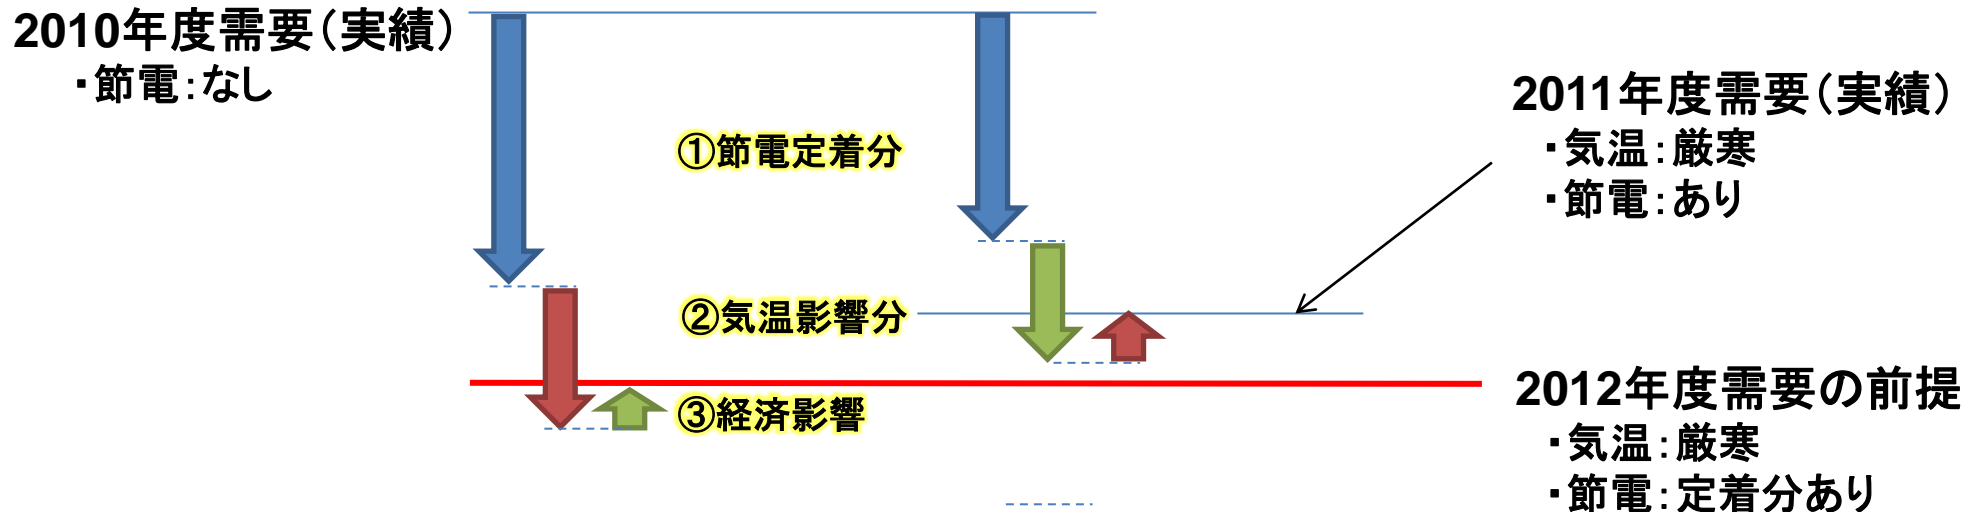 2010年度需要（実績）
・節電：なし
①節電定着分
②気温影響分
③経済影響
2011年度需要（実績）
・気温：厳寒
・節電：あり
2012年度需要の前提
・気温：厳寒
・節電：定着分あり